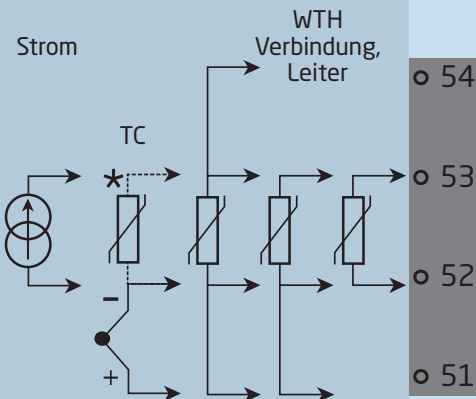 Strom
WTH
Verbindung,
Leiter
TC
54
*
53
52
–
+
51